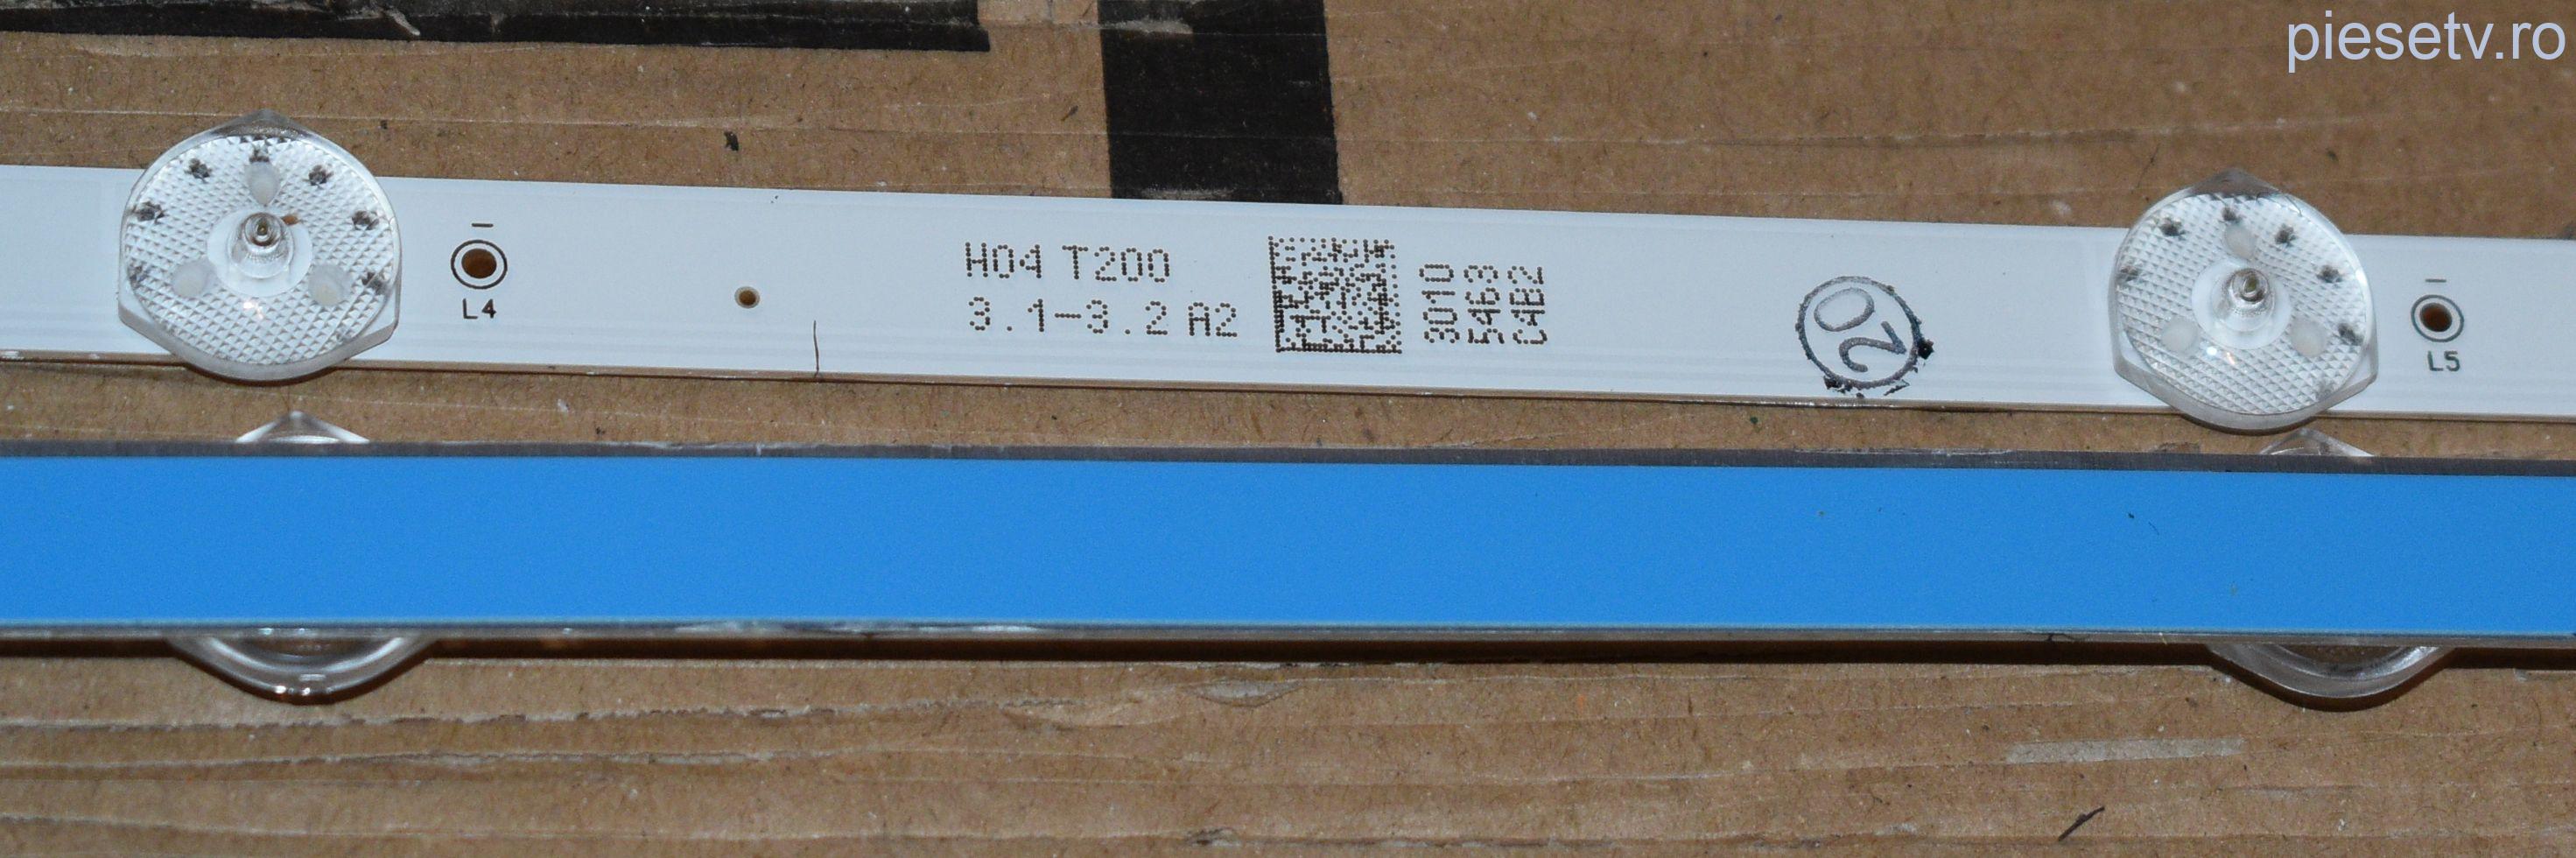 piesetv.ro
H04 T200
3.1-3.2 A2
3010
5463
C4B2
20
-
L4
-
L5